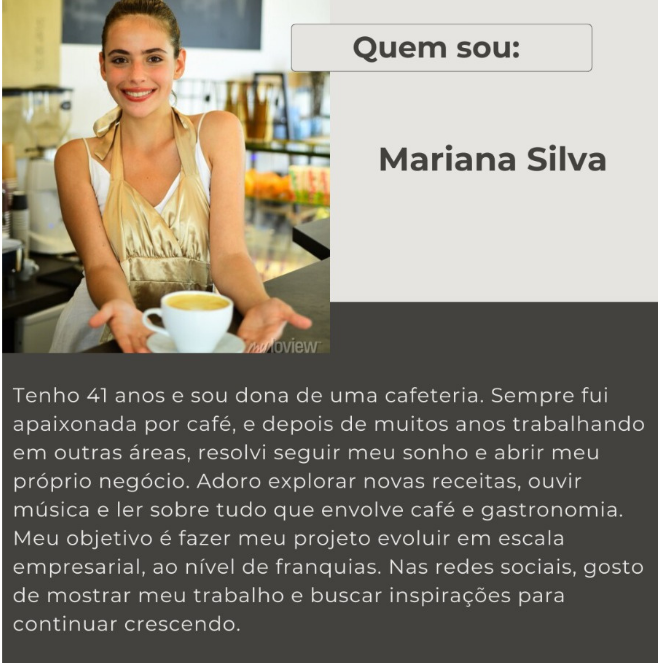 Quem sou:
Mariana Silva
Tenho 41 anos e sou dona de uma cafeteria. Sempre fui
apaixonada por café, e depois de muitos anos trabalhando
em outras áreas, resolvi seguir meu sonho e abrir meu
próprio negócio. Adoro explorar novas receitas, ouvir
música e ler sobre tudo que envolve café e gastronomia.
Meu objetivo é fazer meu projeto evoluir em escala
empresarial, ao nível de franquias. Nas redes sociais, gosto
de mostrar meu trabalho e buscar inspirações para
continuar crescendo.